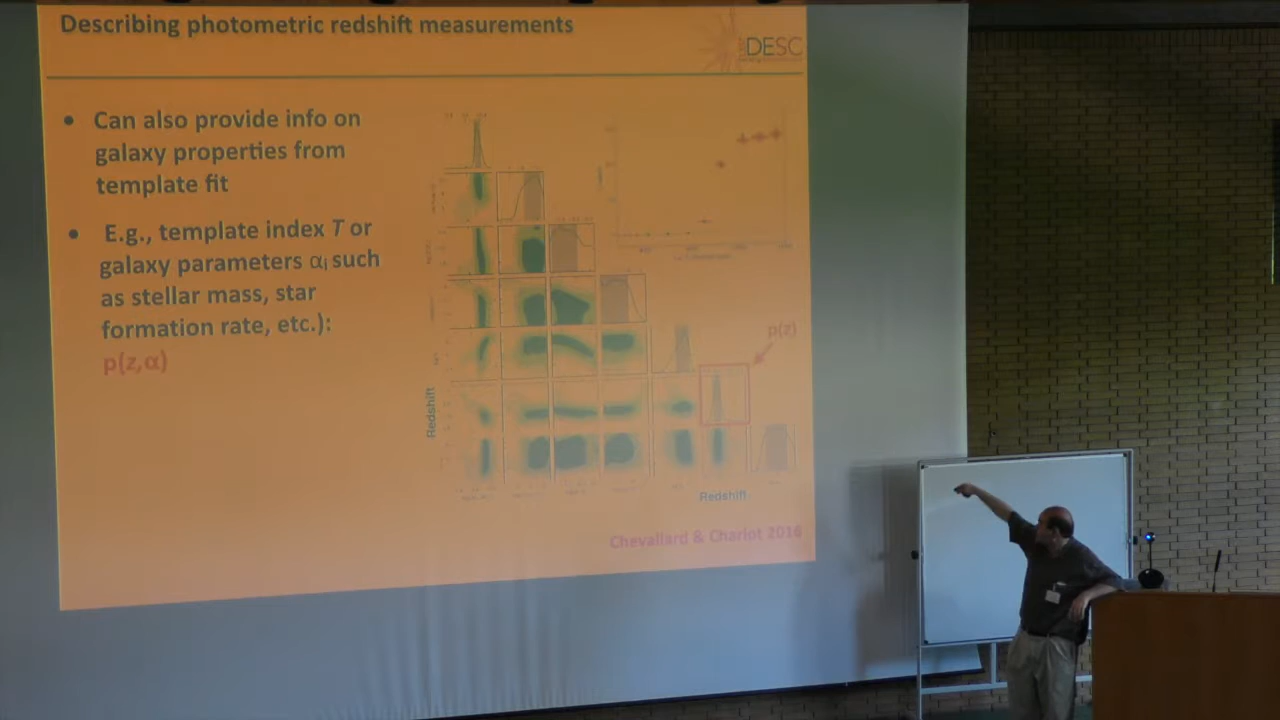 Describing photometric redshift measurements
DESC
• Can also provide info on
galaxy properties from
template fit
• E.g., template index T or
galaxy parameters αi such
as stellar mass, star
formation rate, etc.):
p(z,α)
p(z)
Redshift
Redshift
Chevallard & Charlot 2016